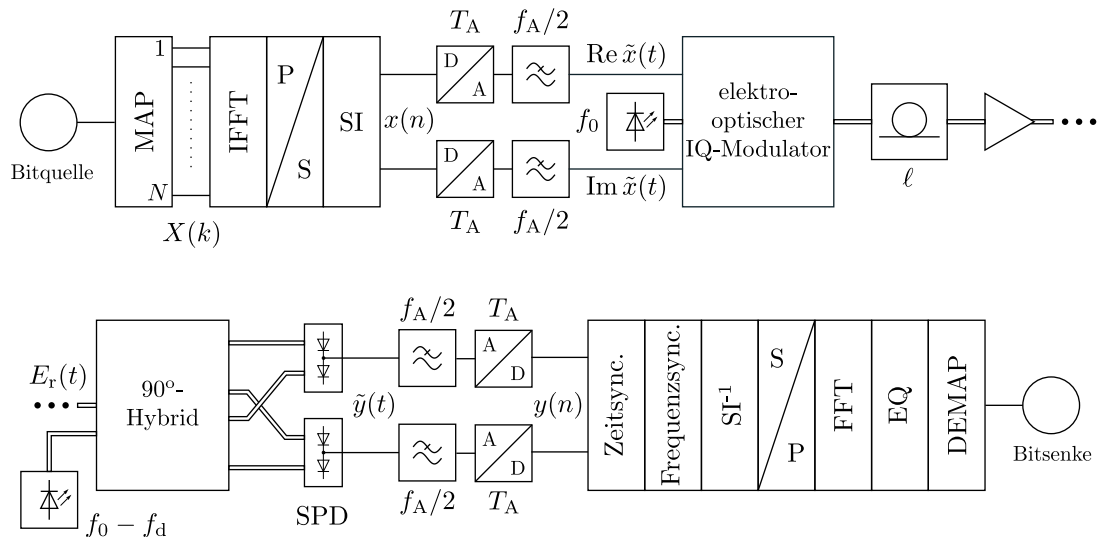 T_A f_A/2
1
MAP
N
X(k)
IFFT
P
S
SI
x(n)
D
A
Re x̃(t)
f_0
elektro-
optischer
IQ-Modulator
D
A
Im x̃(t)
T_A f_A/2
Bitquelle
ℓ
f_A/2 T_A
E_r(t)
90°-
Hybrid
ỹ(t)
A
D
y(n)
A
D
Zeitsync.
Frequenzsync.
SI⁻¹
S
P
FFT
EQ
DEMAP
Bitsenke
f_0 − f_d
SPD
f_A/2 T_A